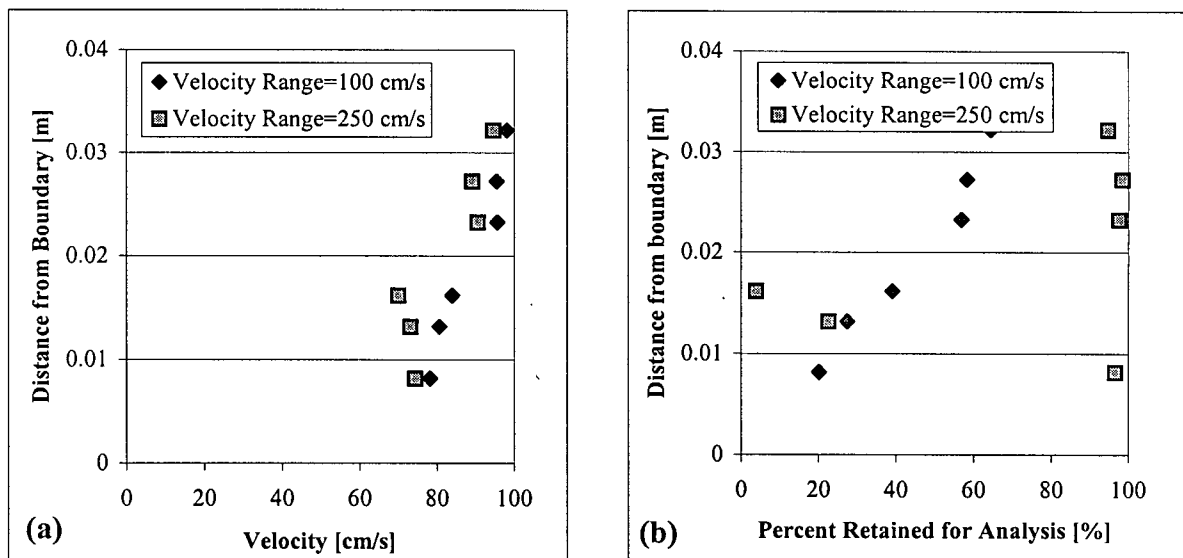 0.04
◆ Velocity Range=100 cm/s
Velocity Range=250 cm/s
0.03
0.02
0.01
0
0 20 40 60 80 100
Distance from Boundary [m]
Velocity [cm/s]
(a)
0.04
◆ Velocity Range=100 cm/s
Velocity Range=250 cm/s
0.03
0.02
0.01
0
0 20 40 60 80 100
Distance from boundary [m]
Percent Retained for Analysis [%]
(b)